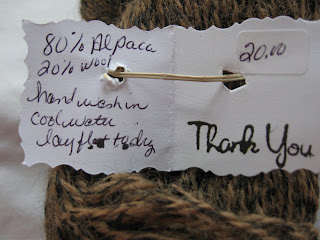 80% Alpaca
20% wool
hand wash in
cool water
lay flat to dry
20.00
Thank You